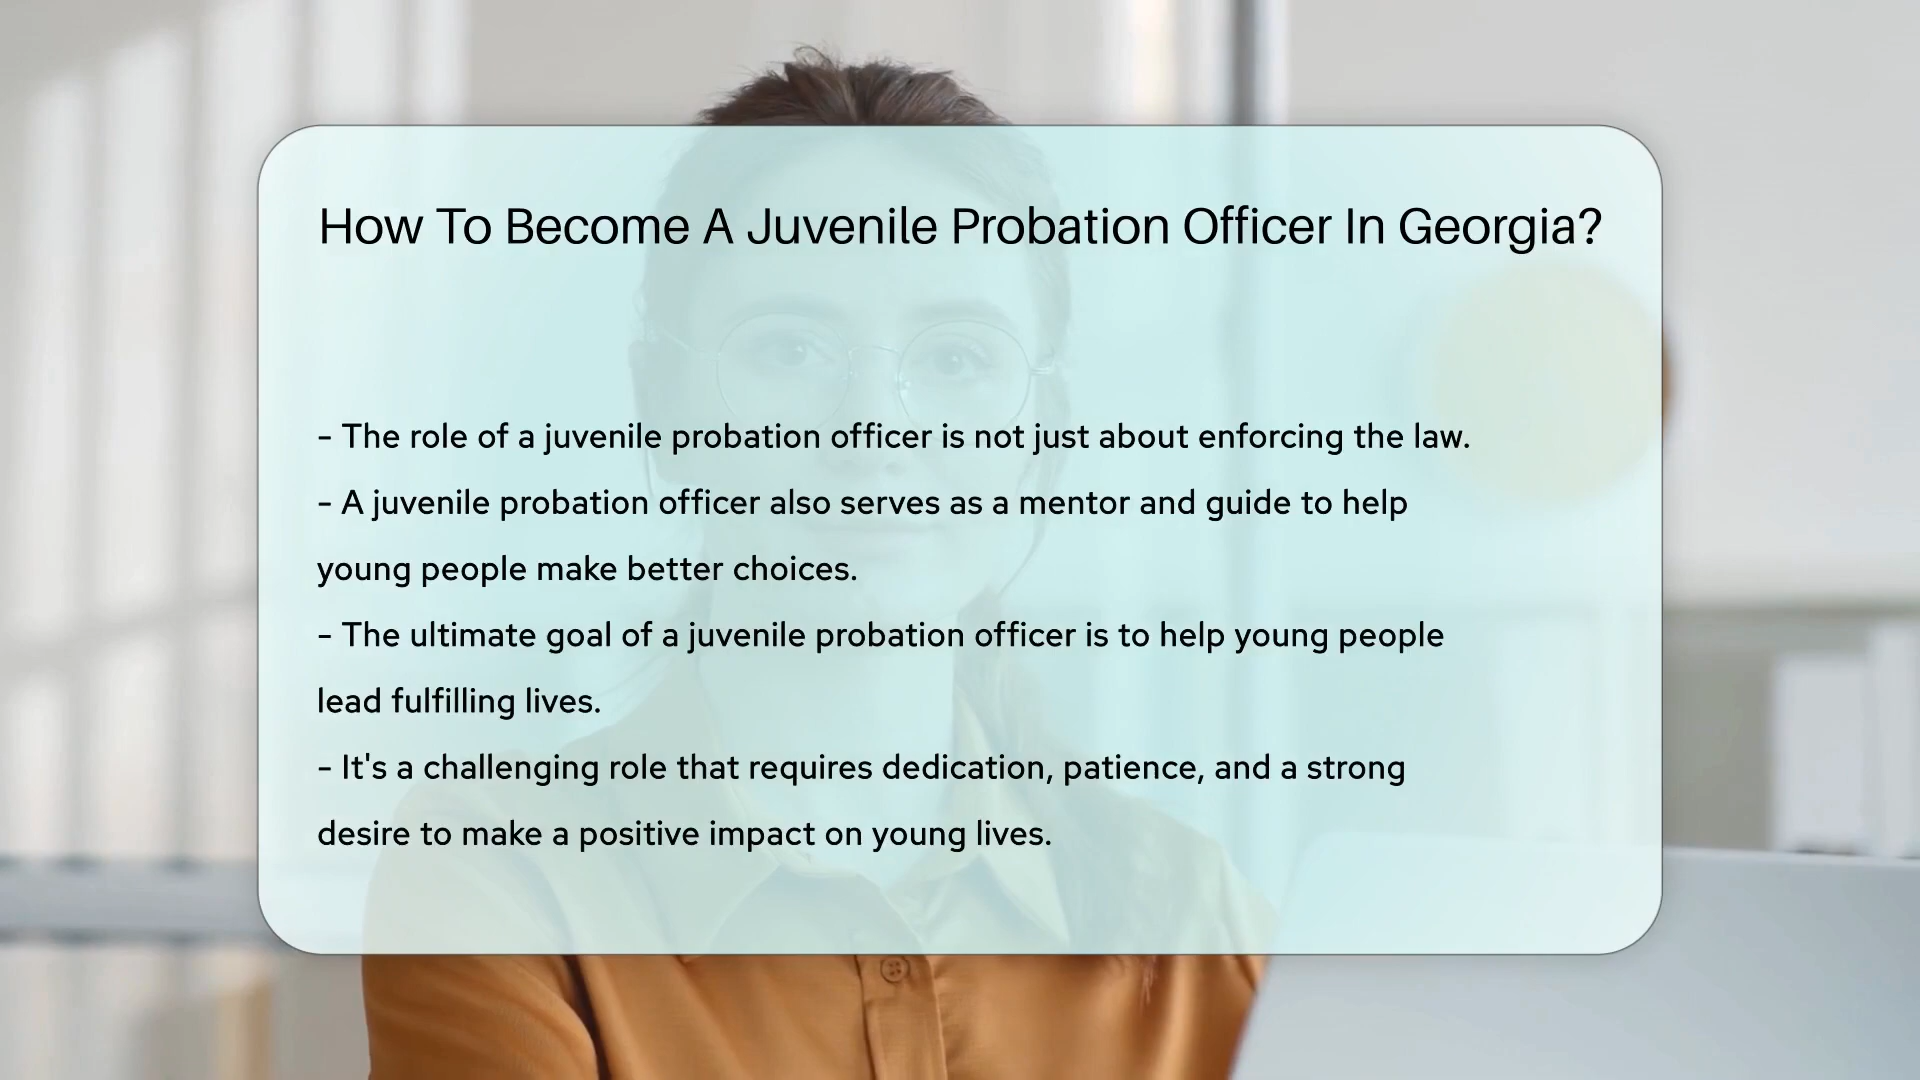 How To Become A Juvenile Probation Officer In Georgia?
- The role of a juvenile probation officer is not just about enforcing the law.
- A juvenile probation officer also serves as a mentor and guide to help
young people make better choices.
- The ultimate goal of a juvenile probation officer is to help young people
lead fulfilling lives.
- It's a challenging role that requires dedication, patience, and a strong
desire to make a positive impact on young lives.